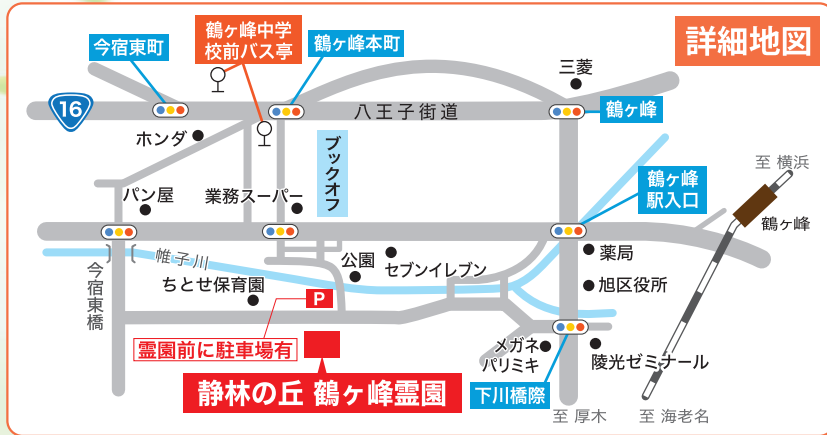 詳細地図
鶴ヶ峰中学
校前バス亭
今宿東町
鶴ヶ峰本町
三菱
16
八王子街道
鶴ヶ峰
ホンダ
ブックオフ
至 横浜
鶴ヶ峰
駅入口
パン屋
業務スーパー
鶴ヶ峰
帷子川
公園
セブンイレブン
薬局
今宿東橋
ちとせ保育園
旭区役所
P
霊園前に駐車場有
メガネ
パリミキ
陵光ゼミナール
静林の丘 鶴ヶ峰霊園
下川橋際
至 厚木
至 海老名